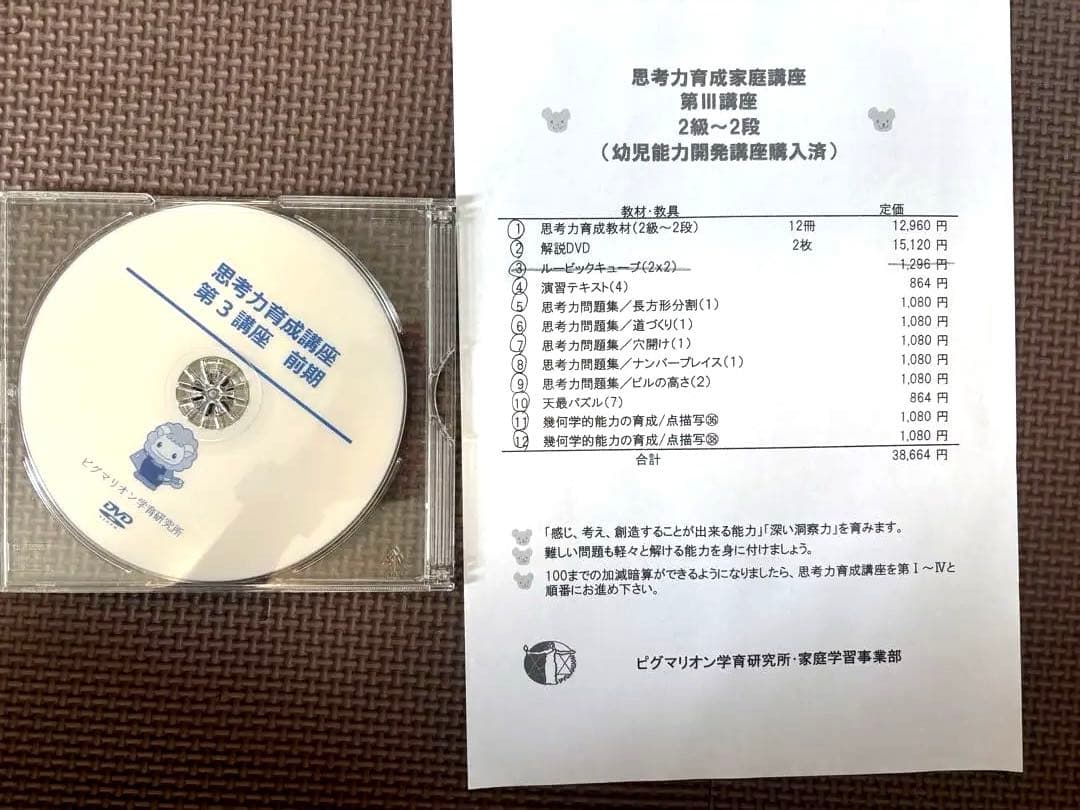 思考力育成講座
第3講座 前期
ピグマリオン学育研究所
DVD
思考力育成家庭講座
第Ⅲ講座
2級～2段
（幼児能力開発講座購入済）
教材・教具 定価
① 思考力育成教材(2級～2段) 12冊 12,960 円
② 解説DVD 2枚 15,120 円
③ ルービックキューブ(2x2) 1,296 円
④ 演習テキスト(4) 864 円
⑤ 思考力問題集／長方形分割(1) 1,080 円
⑥ 思考力問題集／道づくり(1) 1,080 円
⑦ 思考力問題集／穴開け(1) 1,080 円
⑧ 思考力問題集／ナンバープレイス(1) 1,080 円
⑨ 思考力問題集／ビルの高さ(2) 1,080 円
⑩ 天最パズル(7) 864 円
⑪ 幾何学的能力の育成/点描写㊱ 1,080 円
⑫ 幾何学的能力の育成/点描写㊳ 1,080 円
合計 38,664 円
「感じ、考え、創造することが出来る能力」「深い洞察力」を育みます。
難しい問題も軽々と解ける能力を身に付けましょう。
100までの加減暗算ができるようになりましたら、思考力育成講座を第Ⅰ～Ⅳと
順番にお進め下さい。
ピグマリオン学育研究所・家庭学習事業部